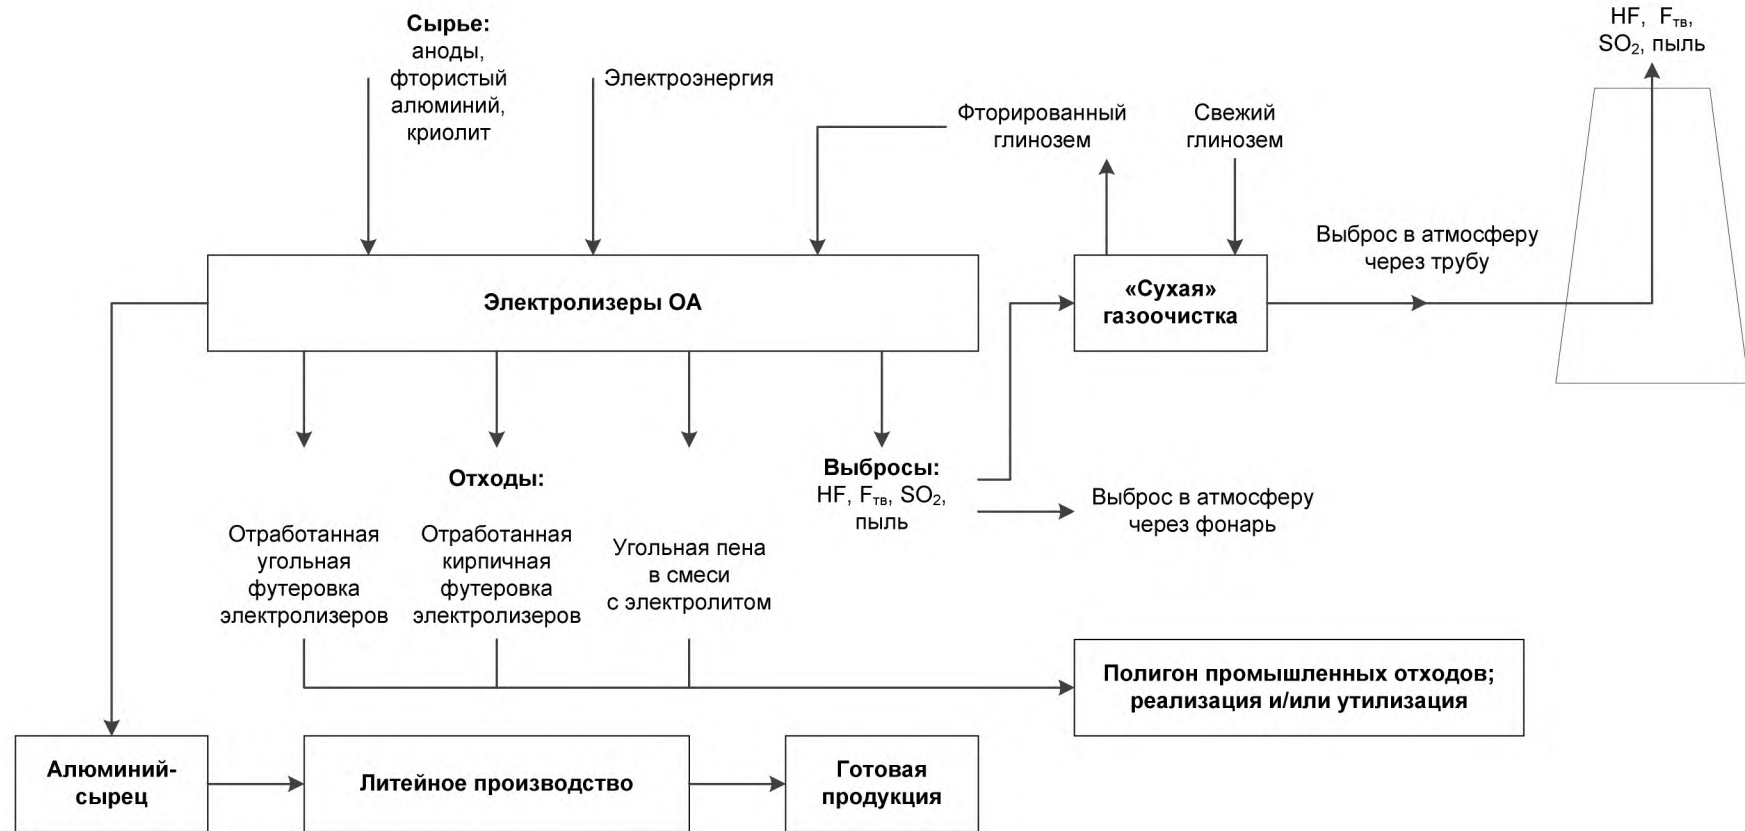 Сырье:
аноды,
фтористый
алюминий,
криолит
Электроэнергия
Фторированный
глинозем
Свежий
глинозем
HF, Fтв,
SO2, пыль
Выброс в атмосферу
через трубу
Электролизеры ОА
«Сухая»
газоочистка
Отходы:
Выбросы:
HF, Fтв, SO2,
пыль
Выброс в атмосферу
через фонарь
Отработанная
угольная
футеровка
электролизеров
Отработанная
кирпичная
футеровка
электролизеров
Угольная пена
в смеси
с электролитом
Полигон промышленных отходов;
реализация и/или утилизация
Алюминий-
сырец
Литейное производство
Готовая
продукция